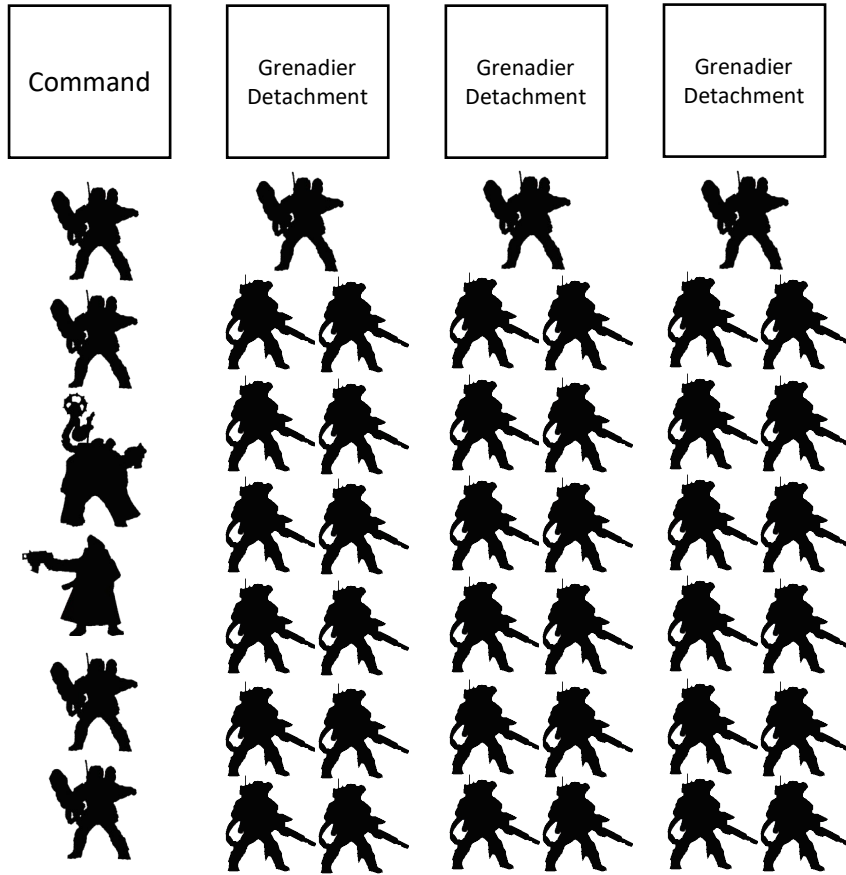 Command
Grenadier
Detachment
Grenadier
Detachment
Grenadier
Detachment